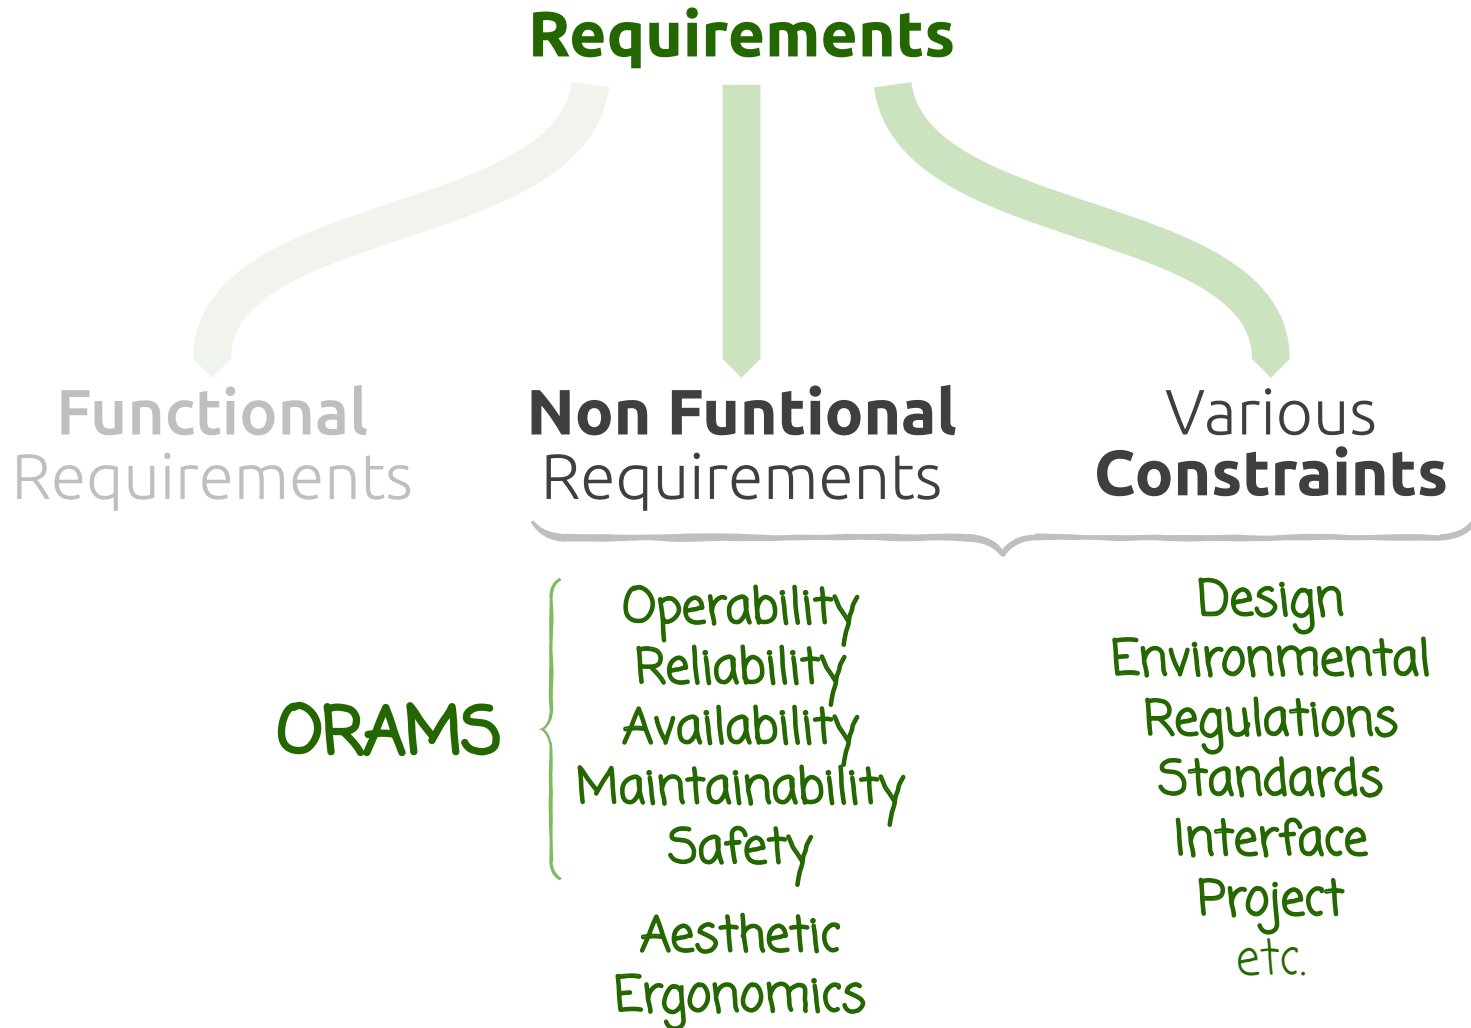 Requirements
Functional
Requirements
Non Funtional
Requirements
Various
Constraints
ORAMS
Operability
Reliability
Availability
Maintainability
Safety
Aesthetic
Ergonomics
Design
Environmental
Regulations
Standards
Interface
Project
etc.